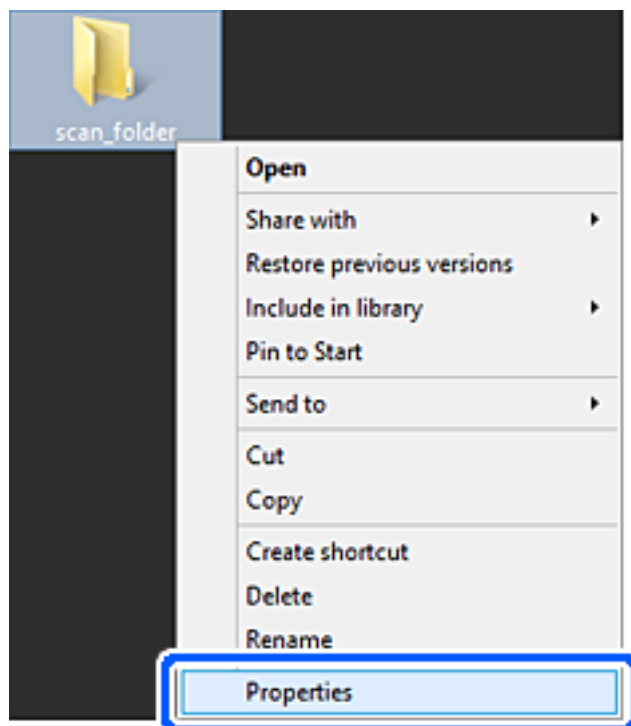 scan_folder
Open
Share with
Restore previous versions
Include in library
Pin to Start
Send to
Cut
Copy
Create shortcut
Delete
Rename
Properties